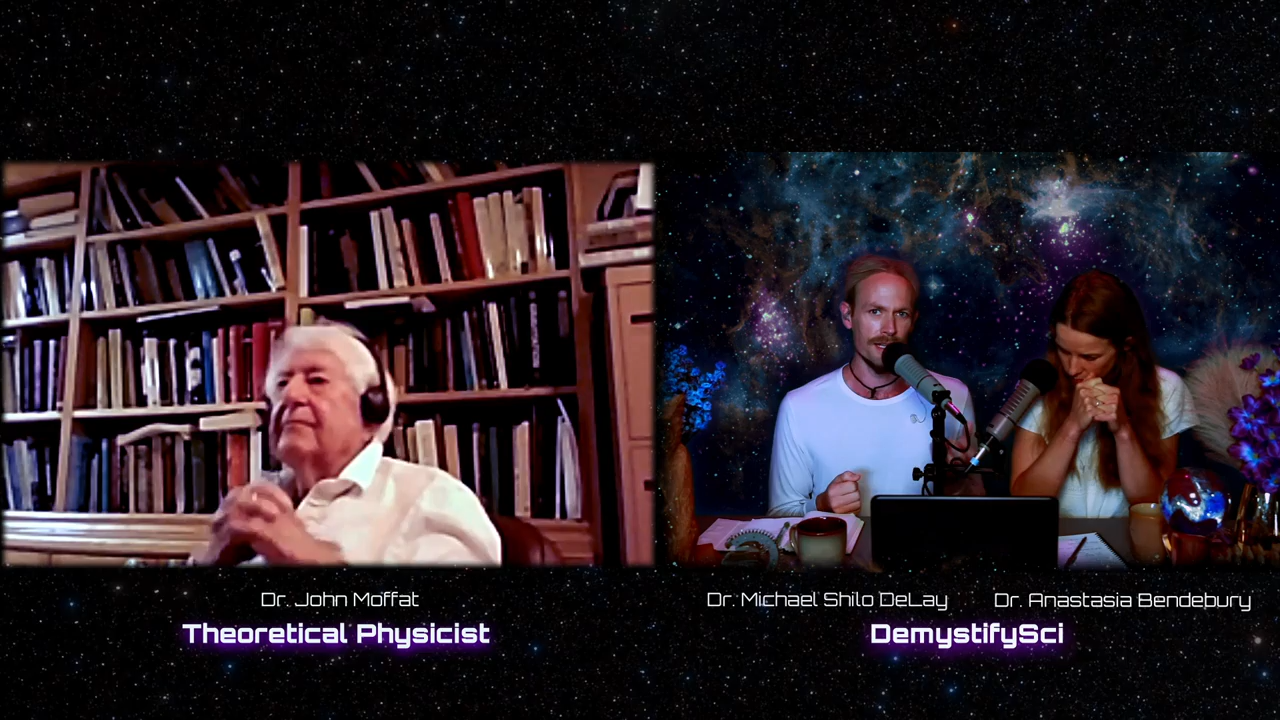 Dr. John Moffat
Theoretical Physicist
Dr. Michael Shilo DeLay
Dr. Anastasia Bendebury
DemystifySci